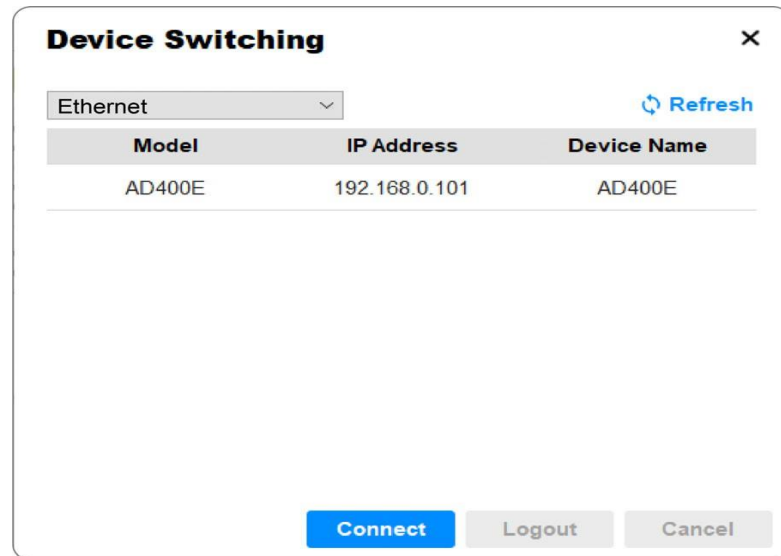 Device Switching
Ethernet
Refresh
Model IP Address Device Name
AD400E 192.168.0.101 AD400E
Connect Logout Cancel